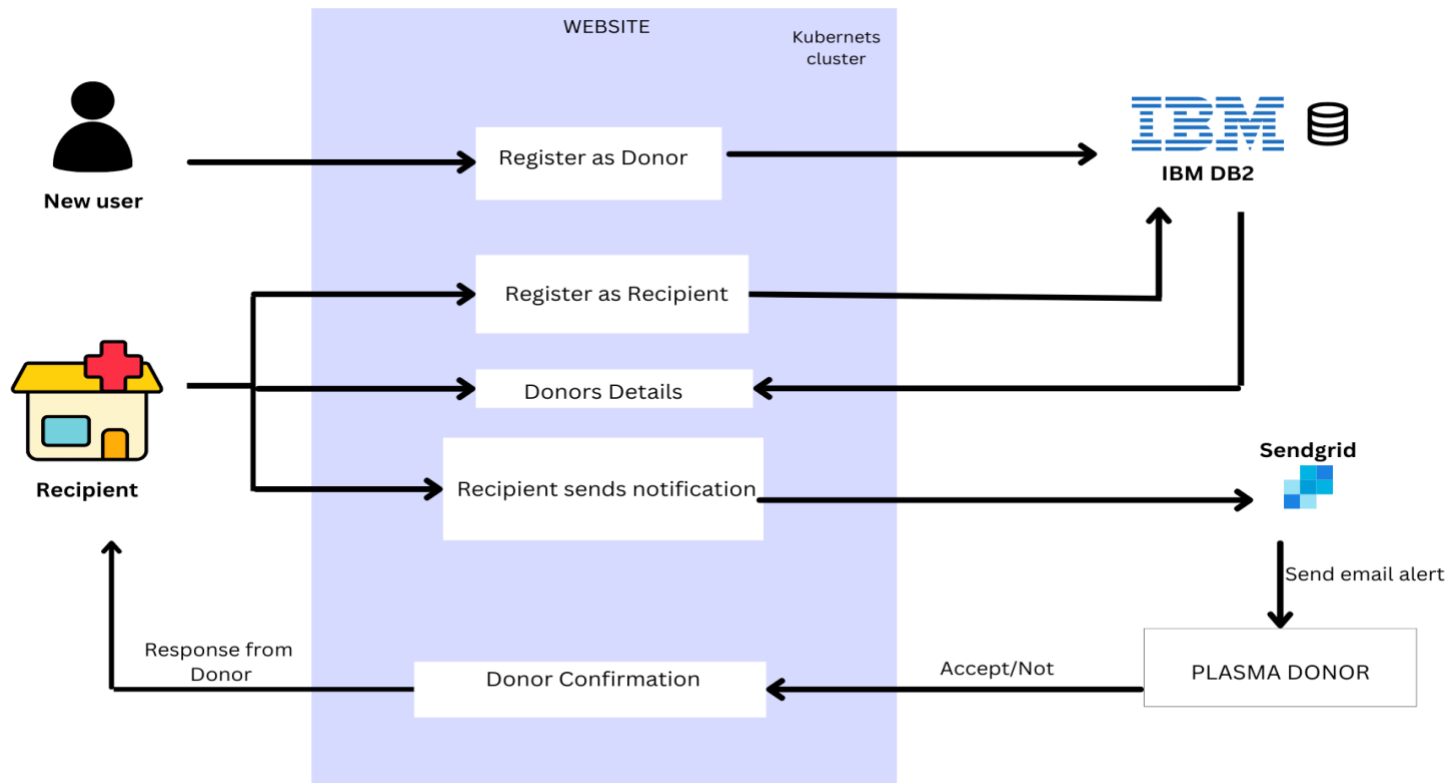 WEBSITE
Kubernets
cluster
New user
Register as Donor
IBM
IBM DB2
Register as Recipient
Donors Details
Recipient
Recipient sends notification
Sendgrid
Send email alert
Response from
Donor
Donor Confirmation
Accept/Not
PLASMA DONOR